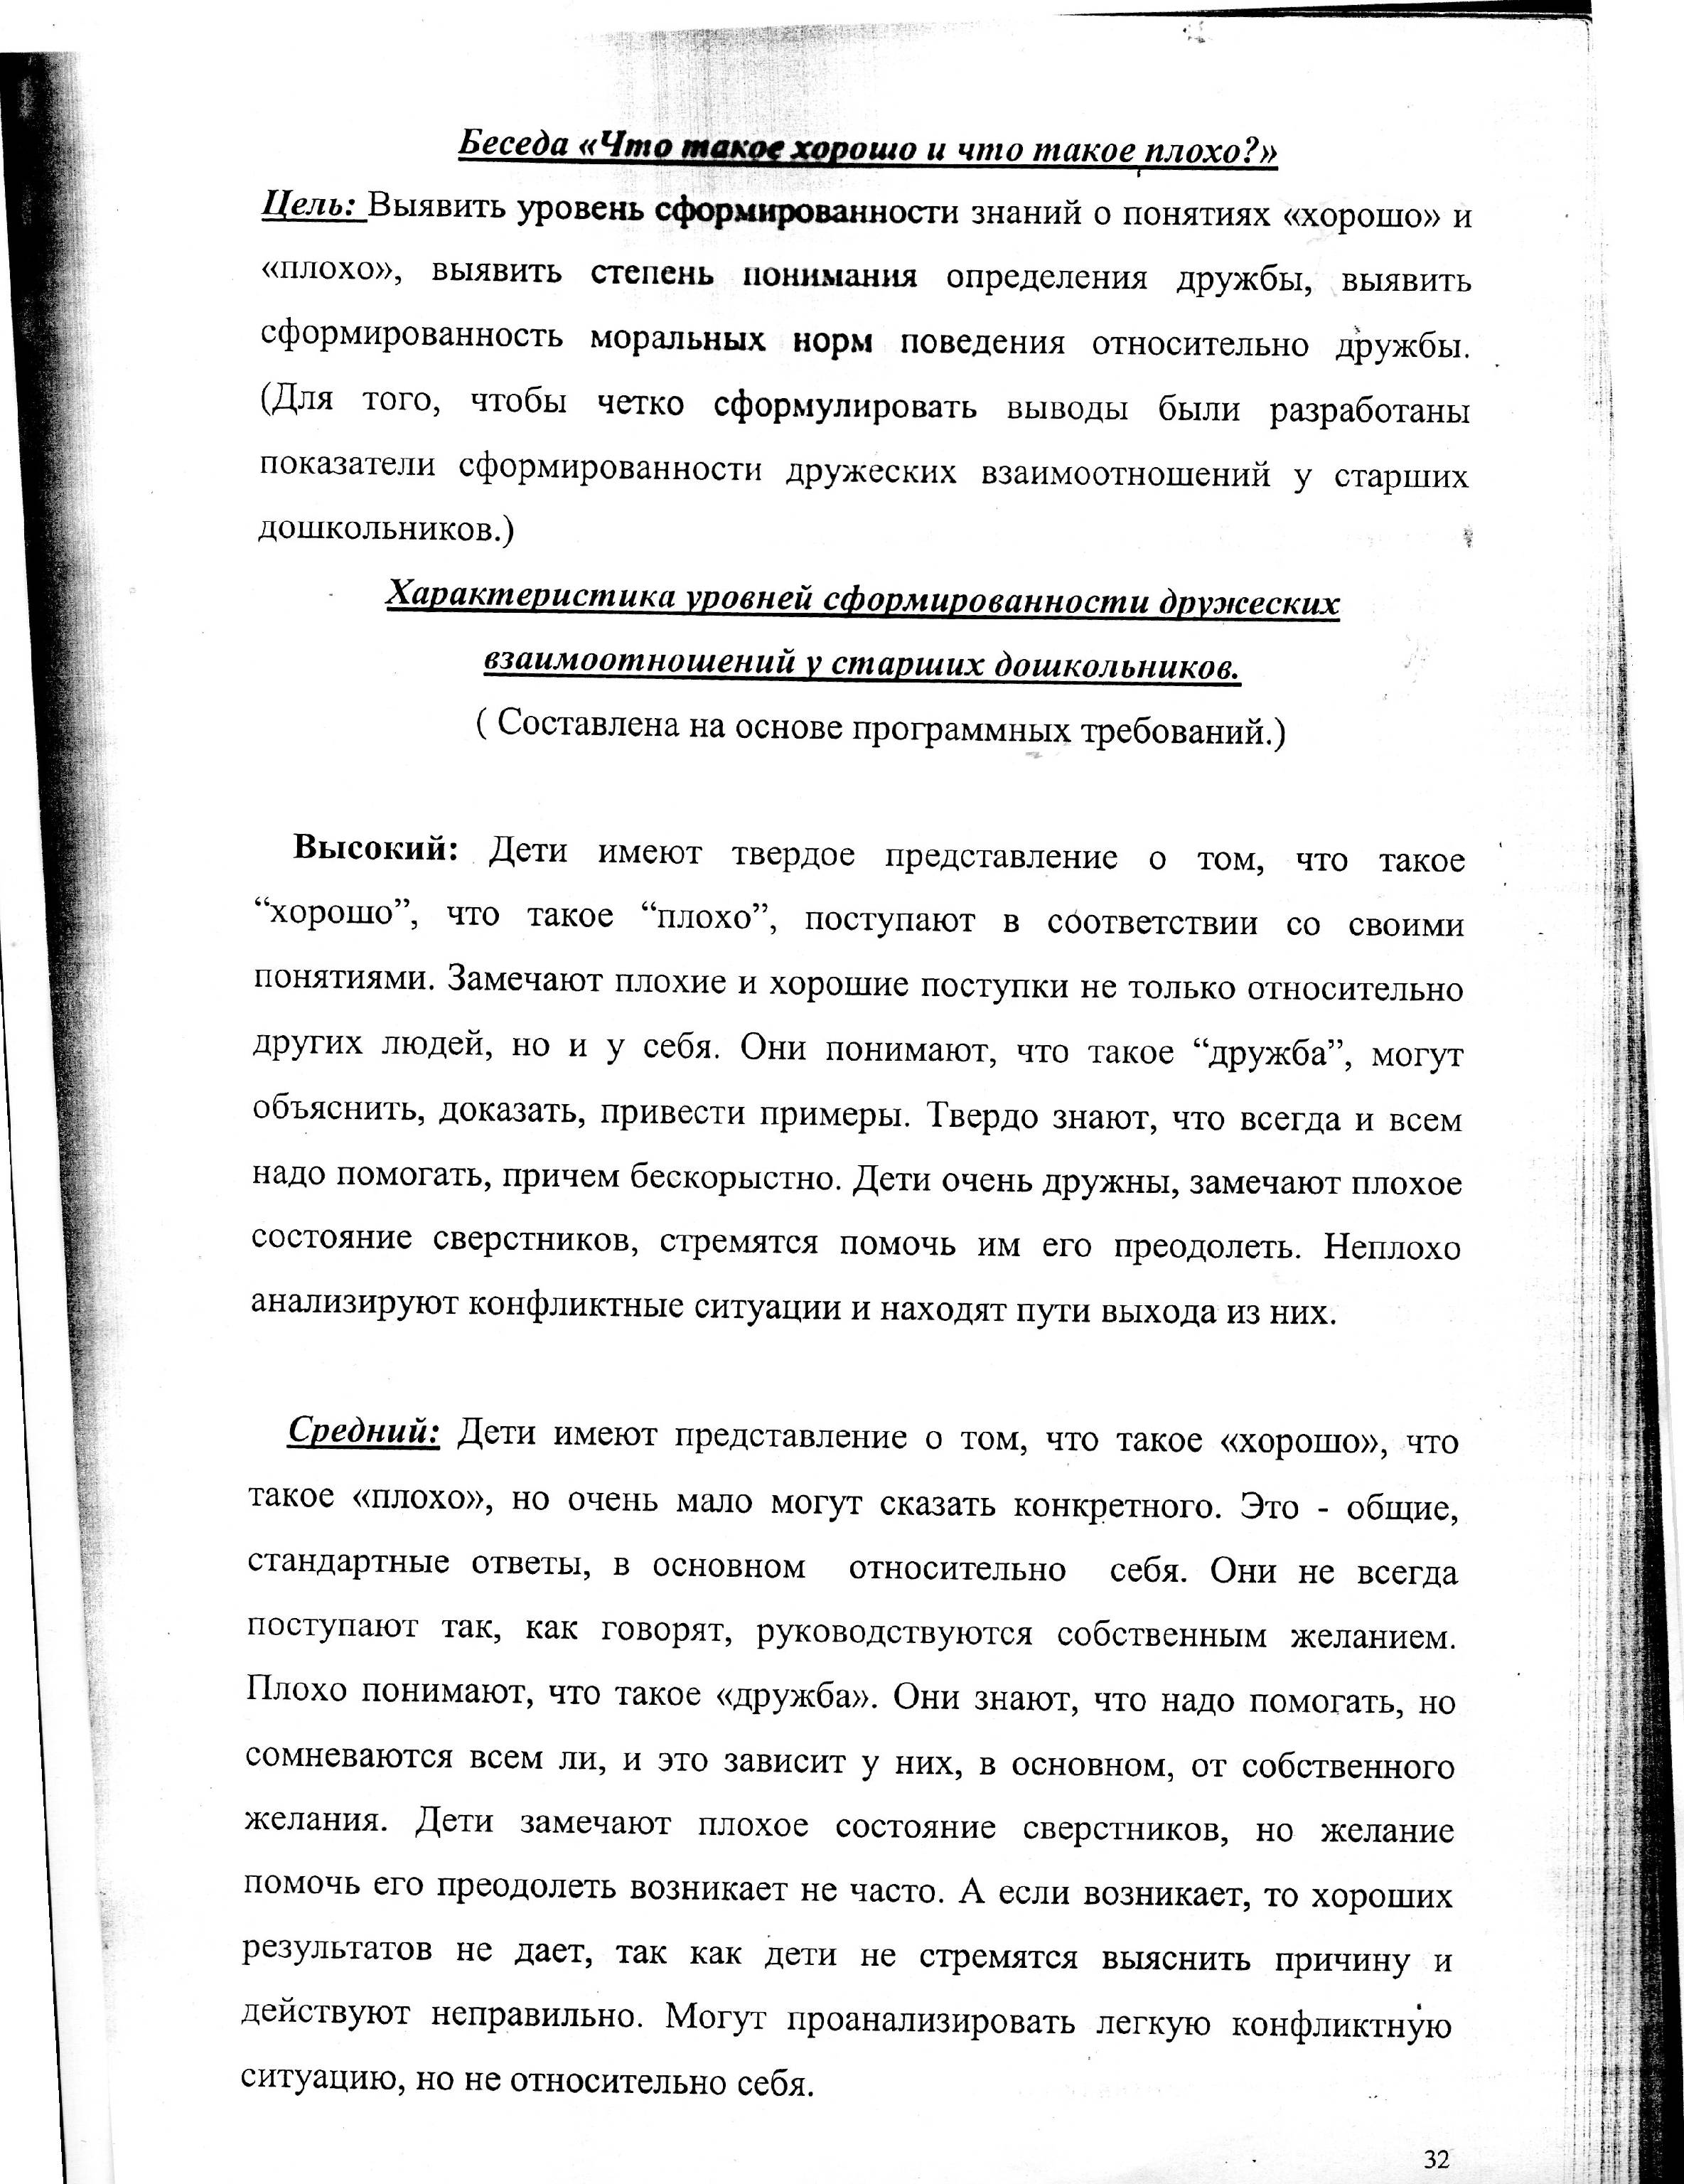 Беседа «Что такое хорошо и что такое плохо?»
Цель: Выявить уровень сформированности знаний о понятиях «хорошо» и
«плохо», выявить степень понимания определения дружбы, выявить
сформированность моральных норм поведения относительно дружбы.
(Для того, чтобы четко сформулировать выводы были разработаны
показатели сформированности дружеских взаимоотношений у старших
дошкольников.)
Характеристика уровней сформированности дружеских
взаимоотношений у старших дошкольников.
( Составлена на основе программных требований.)
Высокий: Дети имеют твердое представление о том, что такое
“хорошо”, что такое “плохо”, поступают в соответствии со своими
понятиями. Замечают плохие и хорошие поступки не только относительно
других людей, но и у себя. Они понимают, что такое “дружба”, могут
объяснить, доказать, привести примеры. Твердо знают, что всегда и всем
надо помогать, причем бескорыстно. Дети очень дружны, замечают плохое
состояние сверстников, стремятся помочь им его преодолеть. Неплохо
анализируют конфликтные ситуации и находят пути выхода из них.
Средний: Дети имеют представление о том, что такое «хорошо», что
такое «плохо», но очень мало могут сказать конкретного. Это - общие,
стандартные ответы, в основном относительно себя. Они не всегда
поступают так, как говорят, руководствуются собственным желанием.
Плохо понимают, что такое «дружба». Они знают, что надо помогать, но
сомневаются всем ли, и это зависит у них, в основном, от собственного
желания. Дети замечают плохое состояние сверстников, но желание
помочь его преодолеть возникает не часто. А если возникает, то хороших
результатов не дает, так как дети не стремятся выяснить причину и
действуют неправильно. Могут проанализировать легкую конфликтную
ситуацию, но не относительно себя.
32